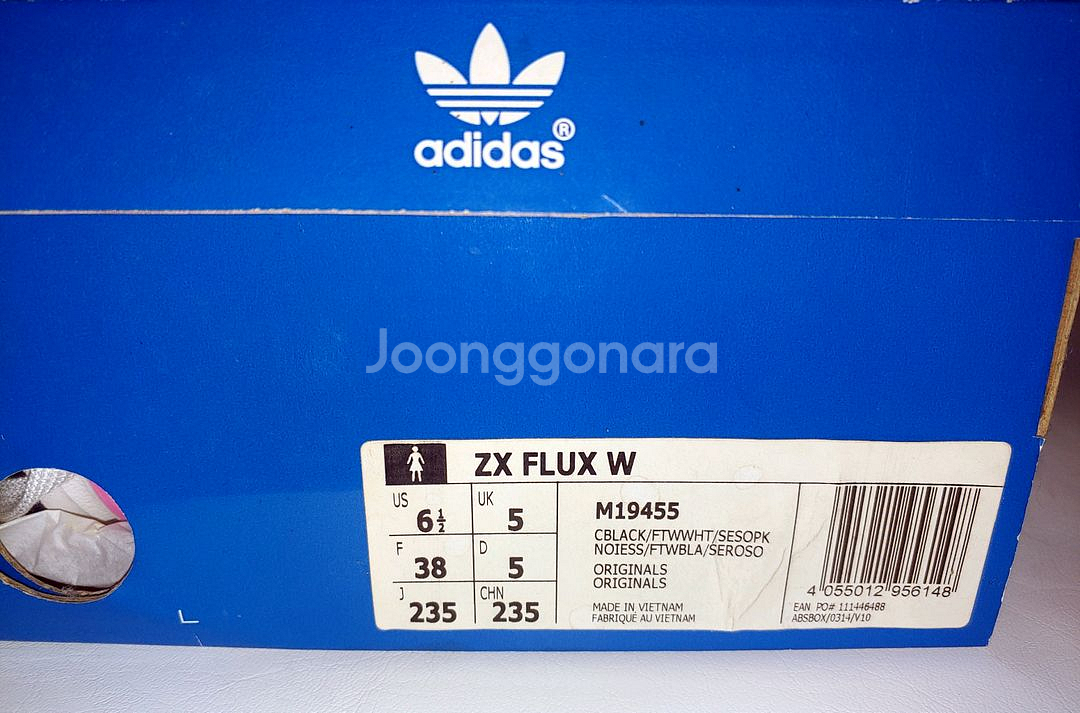 adidas®
Joonggonara
ZX FLUX W
US 6½ UK 5
F 38 D 5
J 235 CHN 235
M19455
CBLACK/FTWWHT/SESOPK
NOIESS/FTWBLA/SEROSO
ORIGINALS
ORIGINALS
MADE IN VIETNAM
FABRIQUÉ AU VIETNAM
4 055012 956148
EAN PO# 111446488
ABSBOX/0314/V10
L